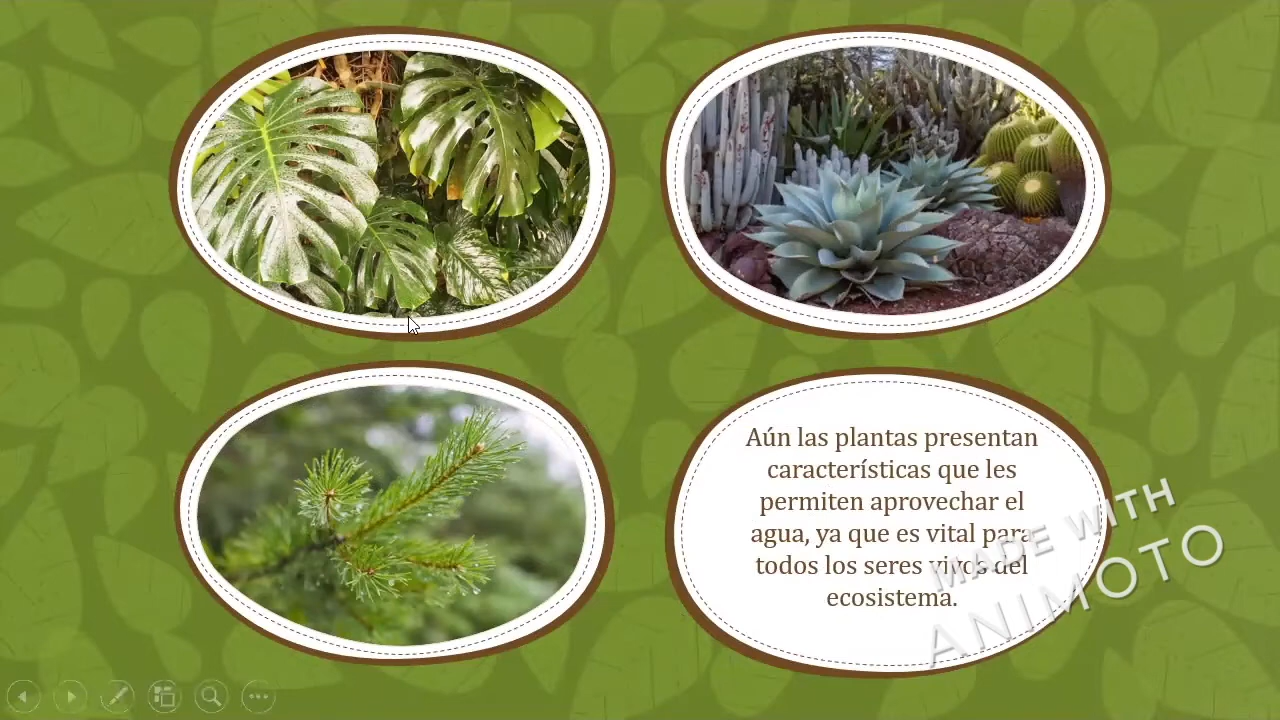 Aún las plantas presentan
características que les
permiten aprovechar el
agua, ya que es vital para
todos los seres vivos del
ecosistema.
MADE WITH
ANIMOTO